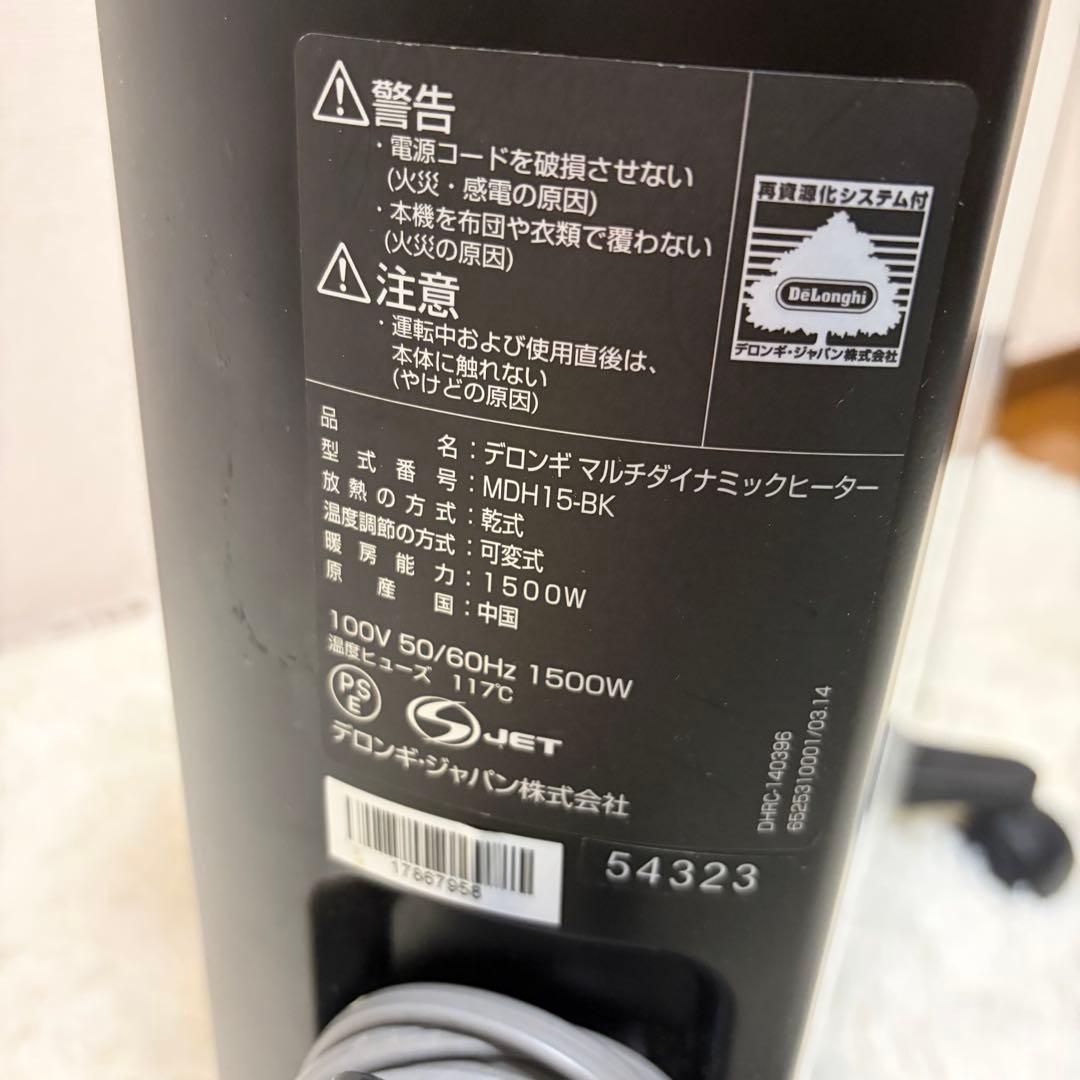 警告
・電源コードを破損させない
(火災・感電の原因)
・本機を布団や衣類で覆わない
(火災の原因)
注意
・運転中および使用直後は、
本体に触れない
(やけどの原因)
再資源化システム付
DeLonghi
デロンギ・ジャパン株式会社
品名：デロンギ マルチダイナミックヒーター
型式番号：MDH15-BK
放熱の方式：乾式
温度調節の方式：可変式
暖房能力：1500W
原産国：中国
100V 50/60Hz 1500W
温度ヒューズ 117℃
PSE
S JET
デロンギ・ジャパン株式会社
DHRC-140396
6525310001/03.14
17867958
54323